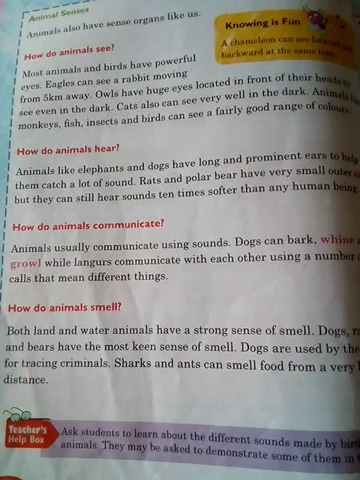 Animal Senses
Animals also have sense organs like us.
Knowing is Fun
A chameleon can see forward
backward at the same time.
How do animals see?
Most animals and birds have powerful
eyes. Eagles can see a rabbit moving
from 5km away. Owls have huge eyes located in front of their heads to
see even in the dark. Cats also can see very well in the dark. Animals
monkeys, fish, insects and birds can see a fairly good range of colours.
How do animals hear?
Animals like elephants and dogs have long and prominent ears to help
them catch a lot of sound. Rats and polar bear have very small outer
but they can still hear sounds ten times softer than any human being.
How do animals communicate?
Animals usually communicate using sounds. Dogs can bark, whine
growl while langurs communicate with each other using a number
calls that mean different things.
How do animals smell?
Both land and water animals have a strong sense of smell. Dogs,
and bears have the most keen sense of smell. Dogs are used by the
for tracing criminals. Sharks and ants can smell food from a very
distance.
Teacher's
Help Box
Ask students to learn about the different sounds made by
animals. They may be asked to demonstrate some of them in